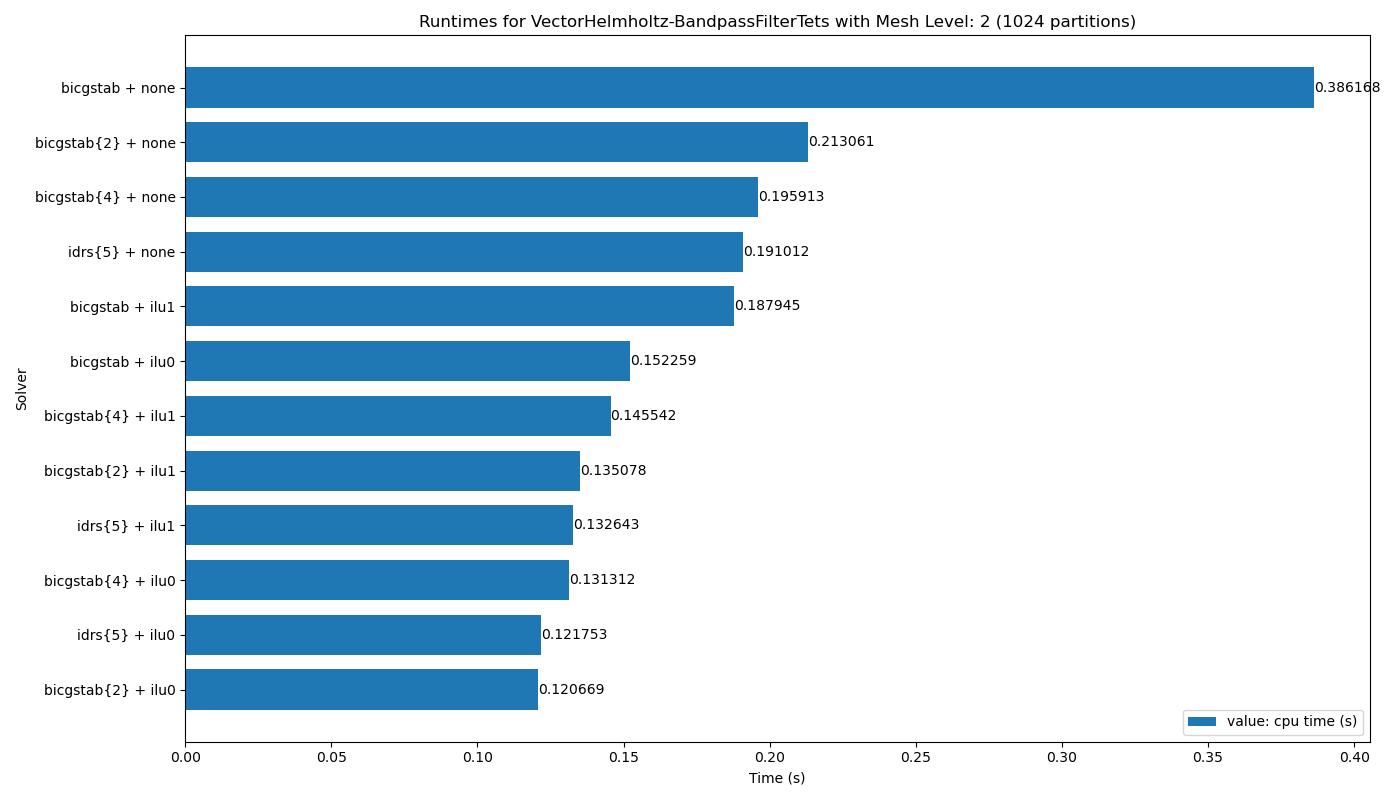 Runtimes for VectorHelmholtz-BandpassFilterTets with Mesh Level: 2 (1024 partitions)
bicgstab + none 0.386168
bicgstab{2} + none 0.213061
bicgstab{4} + none 0.195913
idrs{5} + none 0.191012
bicgstab + ilu1 0.187945
bicgstab + ilu0 0.152259
Solver
bicgstab{4} + ilu1 0.145542
bicgstab{2} + ilu1 0.135078
idrs{5} + ilu1 0.132643
bicgstab{4} + ilu0 0.131312
idrs{5} + ilu0 0.121753
bicgstab{2} + ilu0 0.120669
value: cpu time (s)
0.00 0.05 0.10 0.15 0.20 0.25 0.30 0.35 0.40
Time (s)